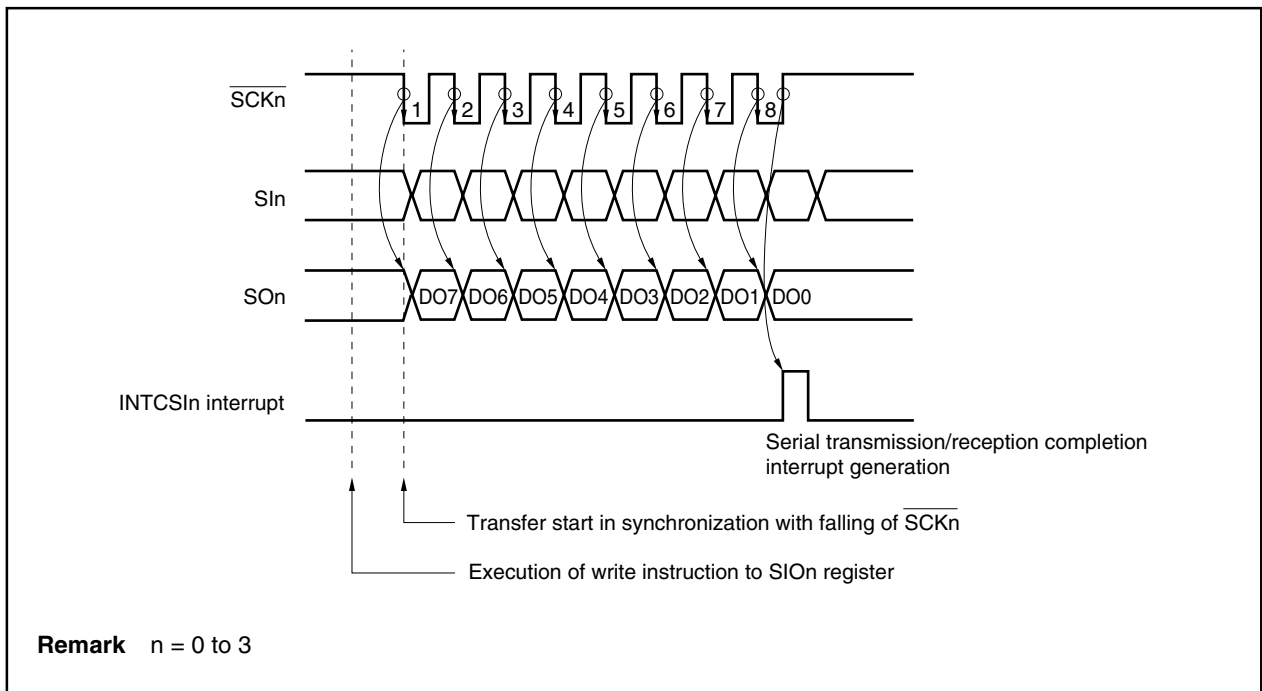 SCKn
1 2 3 4 5 6 7 8
SIn
SOn
DO7 DO6 DO5 DO4 DO3 DO2 DO1 DO0
INTCSIn interrupt
Serial transmission/reception completion
interrupt generation
Transfer start in synchronization with falling of SCKn
Execution of write instruction to SIOn register
Remark n = 0 to 3